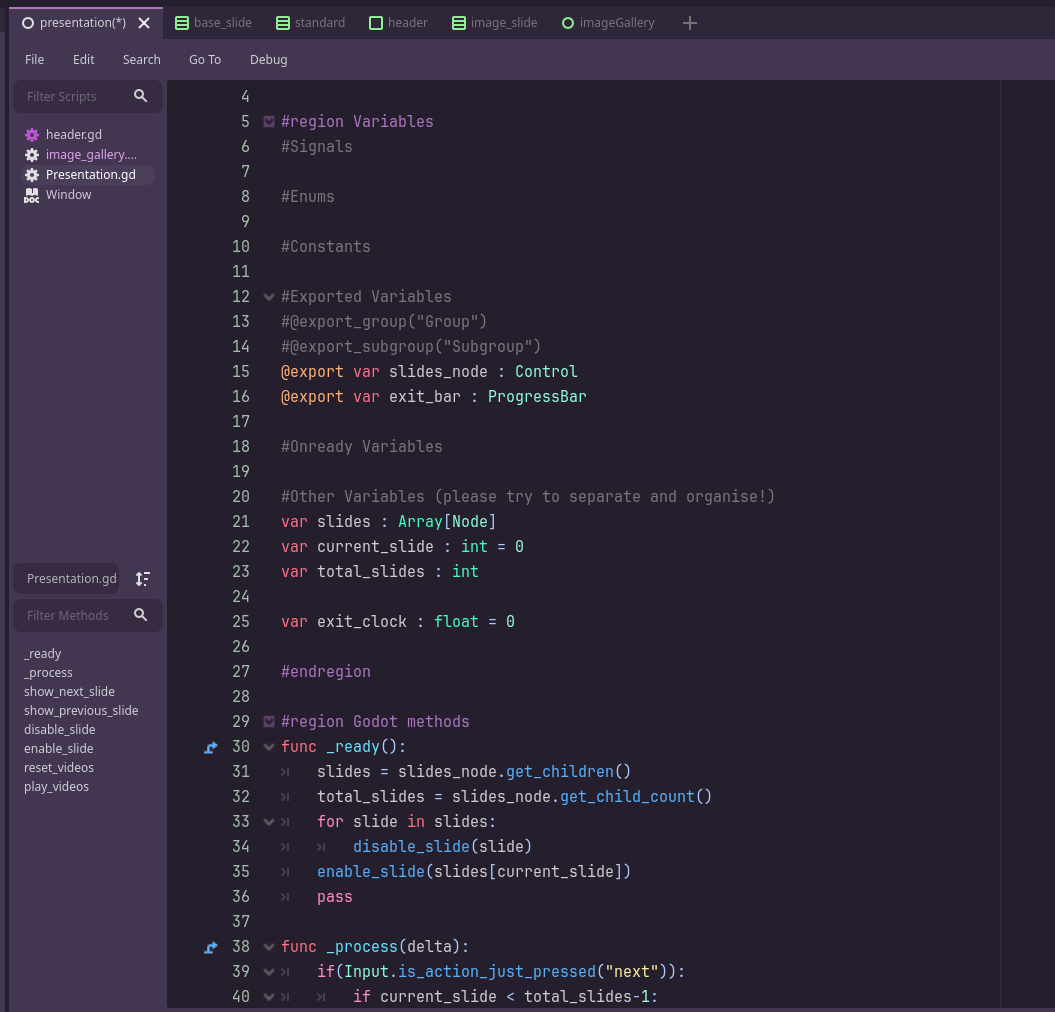 presentation(*)
base_slide
standard
header
image_slide
imageGallery
File Edit Search Go To Debug
Filter Scripts
header.gd
image_gallery....
Presentation.gd
DOC Window
Presentation.gd
Filter Methods
_ready
_process
show_next_slide
show_previous_slide
disable_slide
enable_slide
reset_videos
play_videos
4
5 #region Variables
6 #Signals
7
8 #Enums
9
10 #Constants
11
12 #Exported Variables
13 #@export_group("Group")
14 #@export_subgroup("Subgroup")
15 @export var slides_node : Control
16 @export var exit_bar : ProgressBar
17
18 #Onready Variables
19
20 #Other Variables (please try to separate and organise!)
21 var slides : Array[Node]
22 var current_slide : int = 0
23 var total_slides : int
24
25 var exit_clock : float = 0
26
27 #endregion
28
29 #region Godot methods
30 func _ready():
31 slides = slides_node.get_children()
32 total_slides = slides_node.get_child_count()
33 for slide in slides:
34 disable_slide(slide)
35 enable_slide(slides[current_slide])
36 pass
37
38 func _process(delta):
39 if(Input.is_action_just_pressed("next")):
40 if current_slide < total_slides-1: